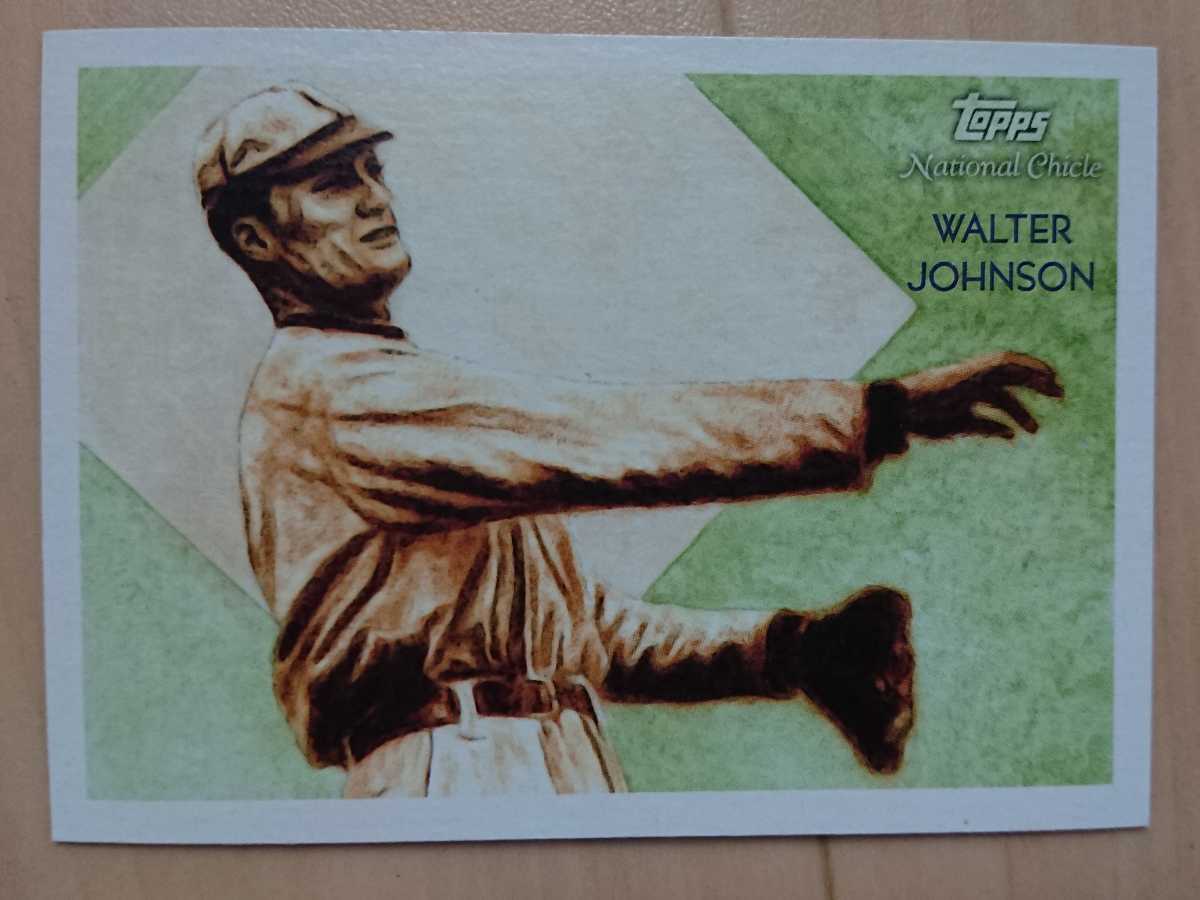 Topps
National Chicle
WALTER
JOHNSON